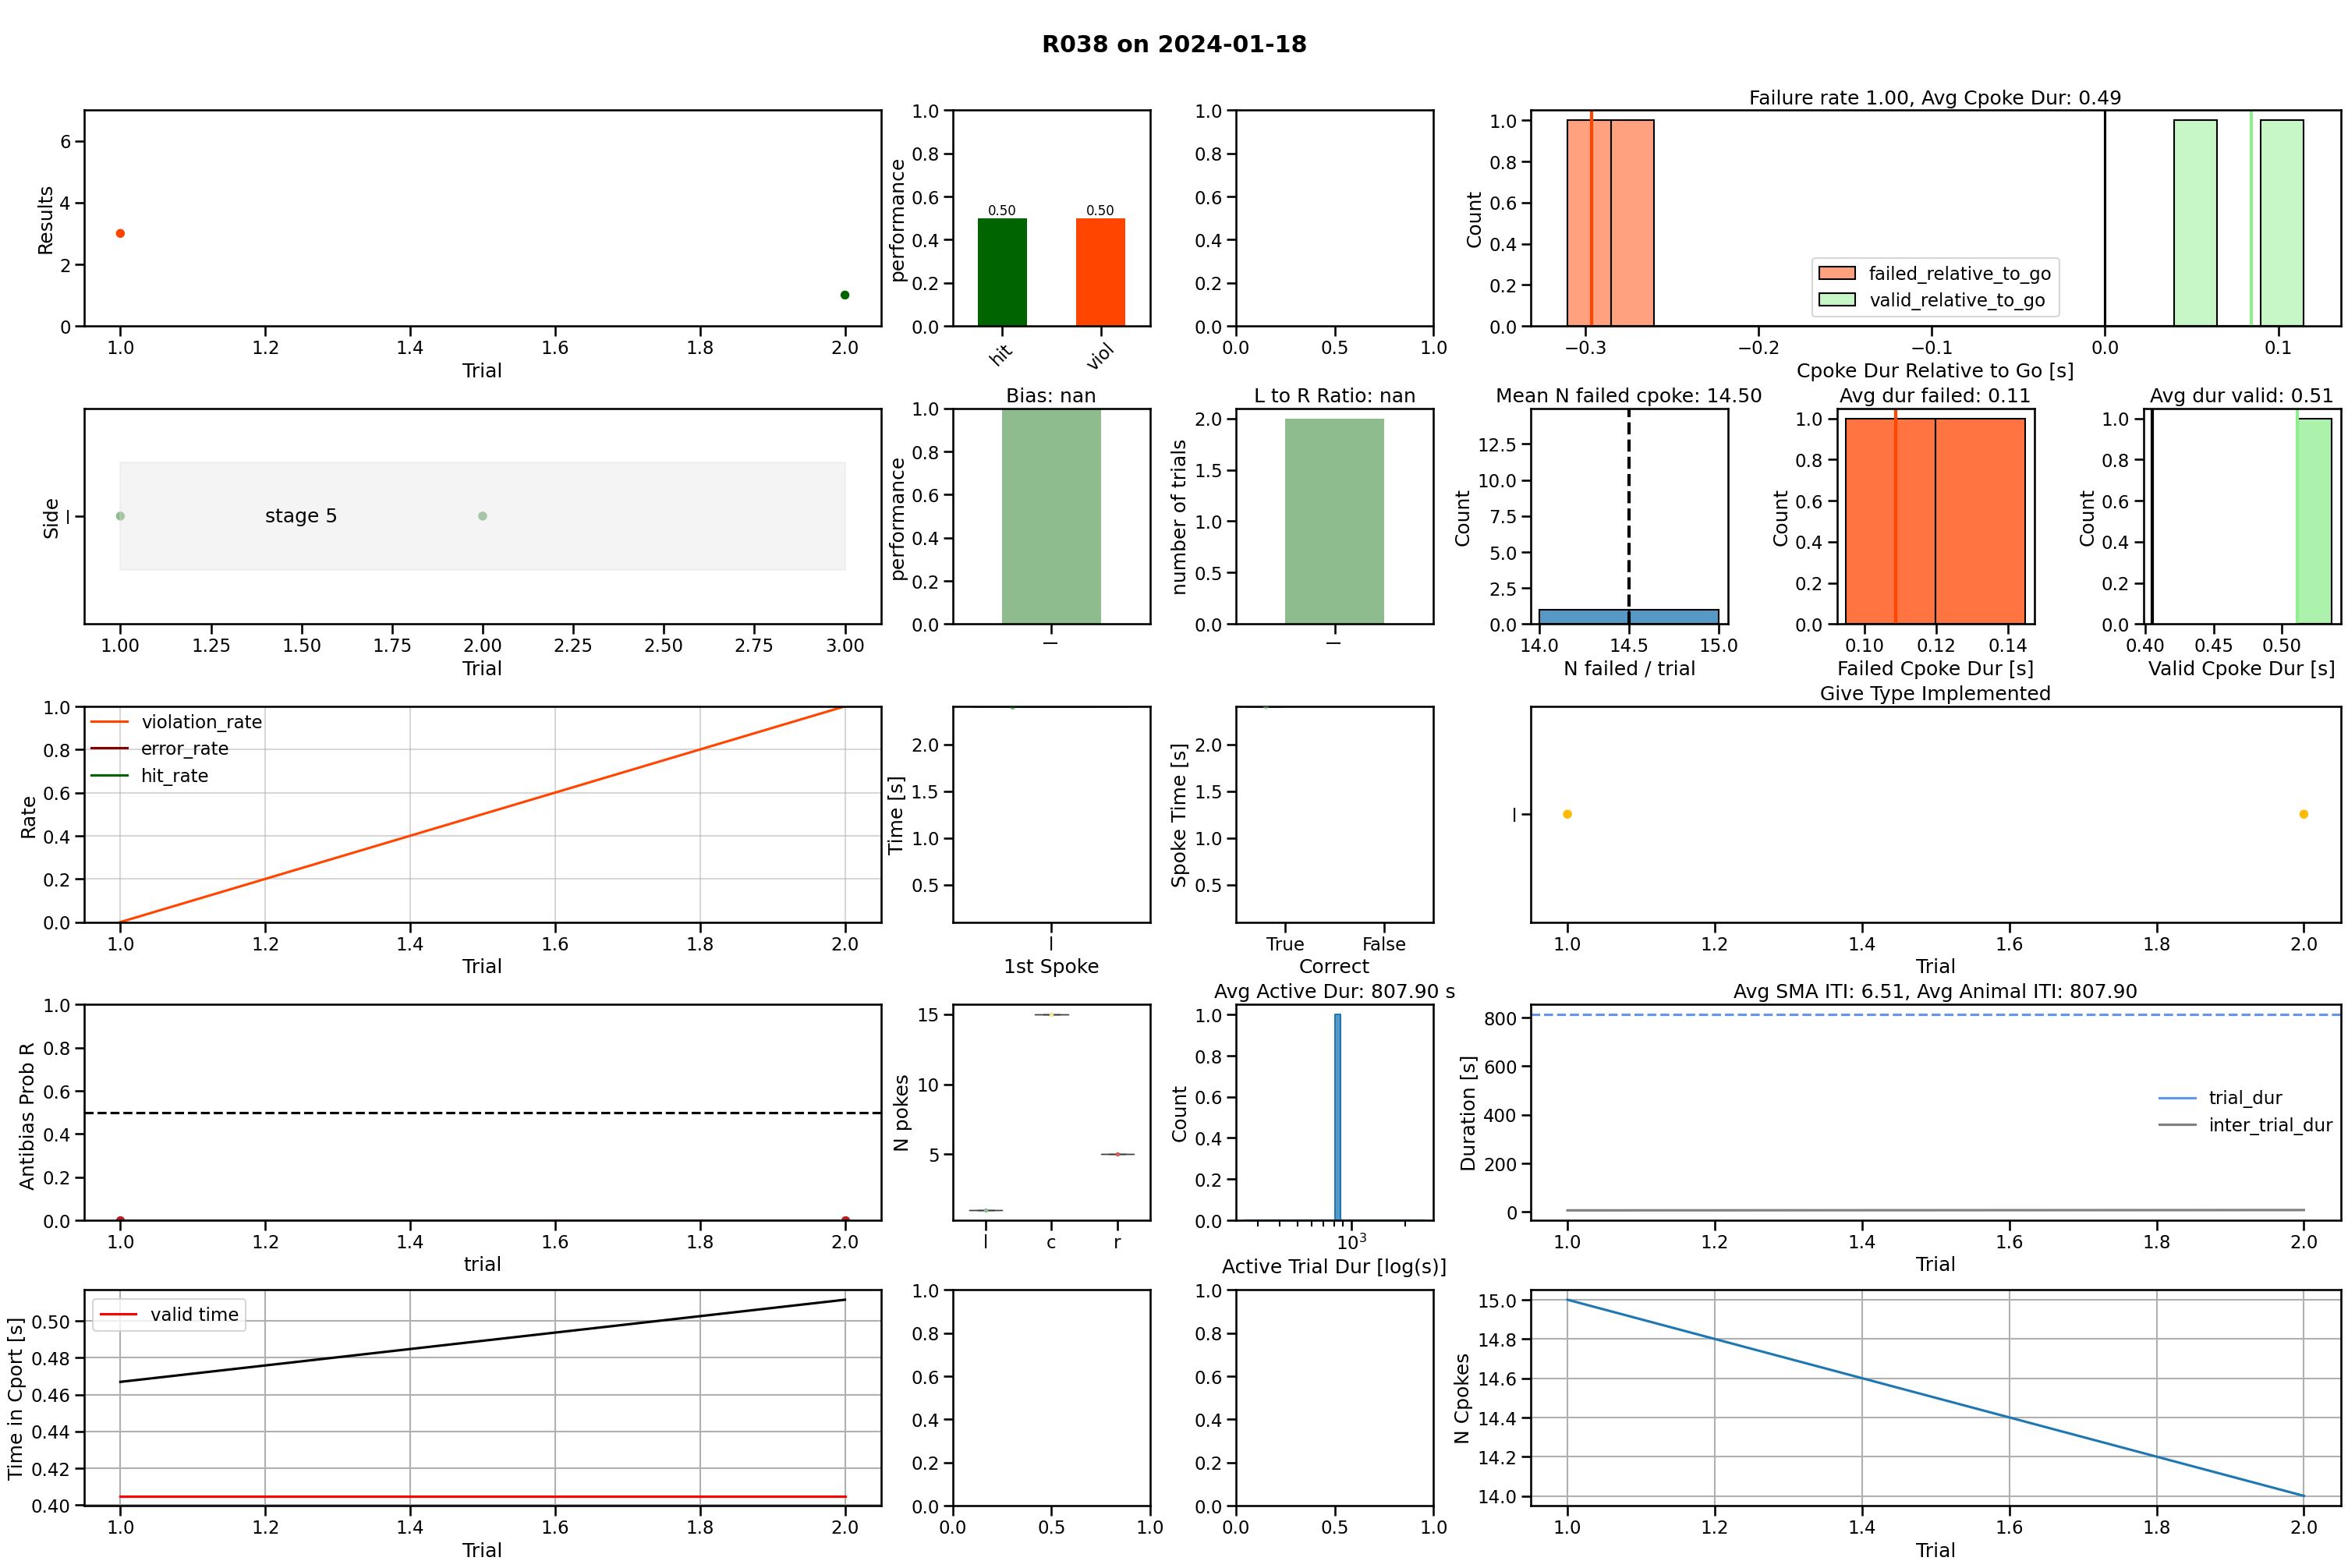 R038 on 2024-01-18
Results
6
4
2
0
1.0 1.2 1.4 1.6 1.8 2.0
Trial
performance
1.0
0.8
0.6
0.4
0.2
0.0
0.50 0.50
hit viol
1.0
0.8
0.6
0.4
0.2
0.0
0.0 0.5 1.0
Failure rate 1.00, Avg Cpoke Dur: 0.49
Count
1.0
0.8
0.6
0.4
0.2
0.0
failed_relative_to_go
valid_relative_to_go
−0.3 −0.2 −0.1 0.0 0.1
Cpoke Dur Relative to Go [s]
Side
l
stage 5
1.00 1.25 1.50 1.75 2.00 2.25 2.50 2.75 3.00
Trial
Bias: nan
performance
1.0
0.8
0.6
0.4
0.2
0.0
l
L to R Ratio: nan
number of trials
2.0
1.5
1.0
0.5
0.0
l
Mean N failed cpoke: 14.50
Count
12.5
10.0
7.5
5.0
2.5
0.0
14.0 14.5 15.0
N failed / trial
Avg dur failed: 0.11
Count
1.0
0.8
0.6
0.4
0.2
0.0
0.10 0.12 0.14
Failed Cpoke Dur [s]
Avg dur valid: 0.51
Count
1.0
0.8
0.6
0.4
0.2
0.0
0.40 0.45 0.50
Valid Cpoke Dur [s]
Rate
1.0
0.8
0.6
0.4
0.2
0.0
violation_rate
error_rate
hit_rate
1.0 1.2 1.4 1.6 1.8 2.0
Trial
Time [s]
2.0
1.5
1.0
0.5
l
1st Spoke
Spoke Time [s]
2.0
1.5
1.0
0.5
True False
Correct
Give Type Implemented
l
1.0 1.2 1.4 1.6 1.8 2.0
Trial
Antibias Prob R
1.0
0.8
0.6
0.4
0.2
0.0
1.0 1.2 1.4 1.6 1.8 2.0
trial
N pokes
15
10
5
l c r
Avg Active Dur: 807.90 s
Count
1.0
0.8
0.6
0.4
0.2
0.0
10³
Active Trial Dur [log(s)]
Avg SMA ITI: 6.51, Avg Animal ITI: 807.90
Duration [s]
800
600
400
200
0
trial_dur
inter_trial_dur
1.0 1.2 1.4 1.6 1.8 2.0
Trial
Time in Cport [s]
0.50
0.48
0.46
0.44
0.42
0.40
valid time
1.0 1.2 1.4 1.6 1.8 2.0
Trial
1.0
0.8
0.6
0.4
0.2
0.0
0.0 0.5 1.0
1.0
0.8
0.6
0.4
0.2
0.0
0.0 0.5 1.0
N Cpokes
15.0
14.8
14.6
14.4
14.2
14.0
1.0 1.2 1.4 1.6 1.8 2.0
Trial